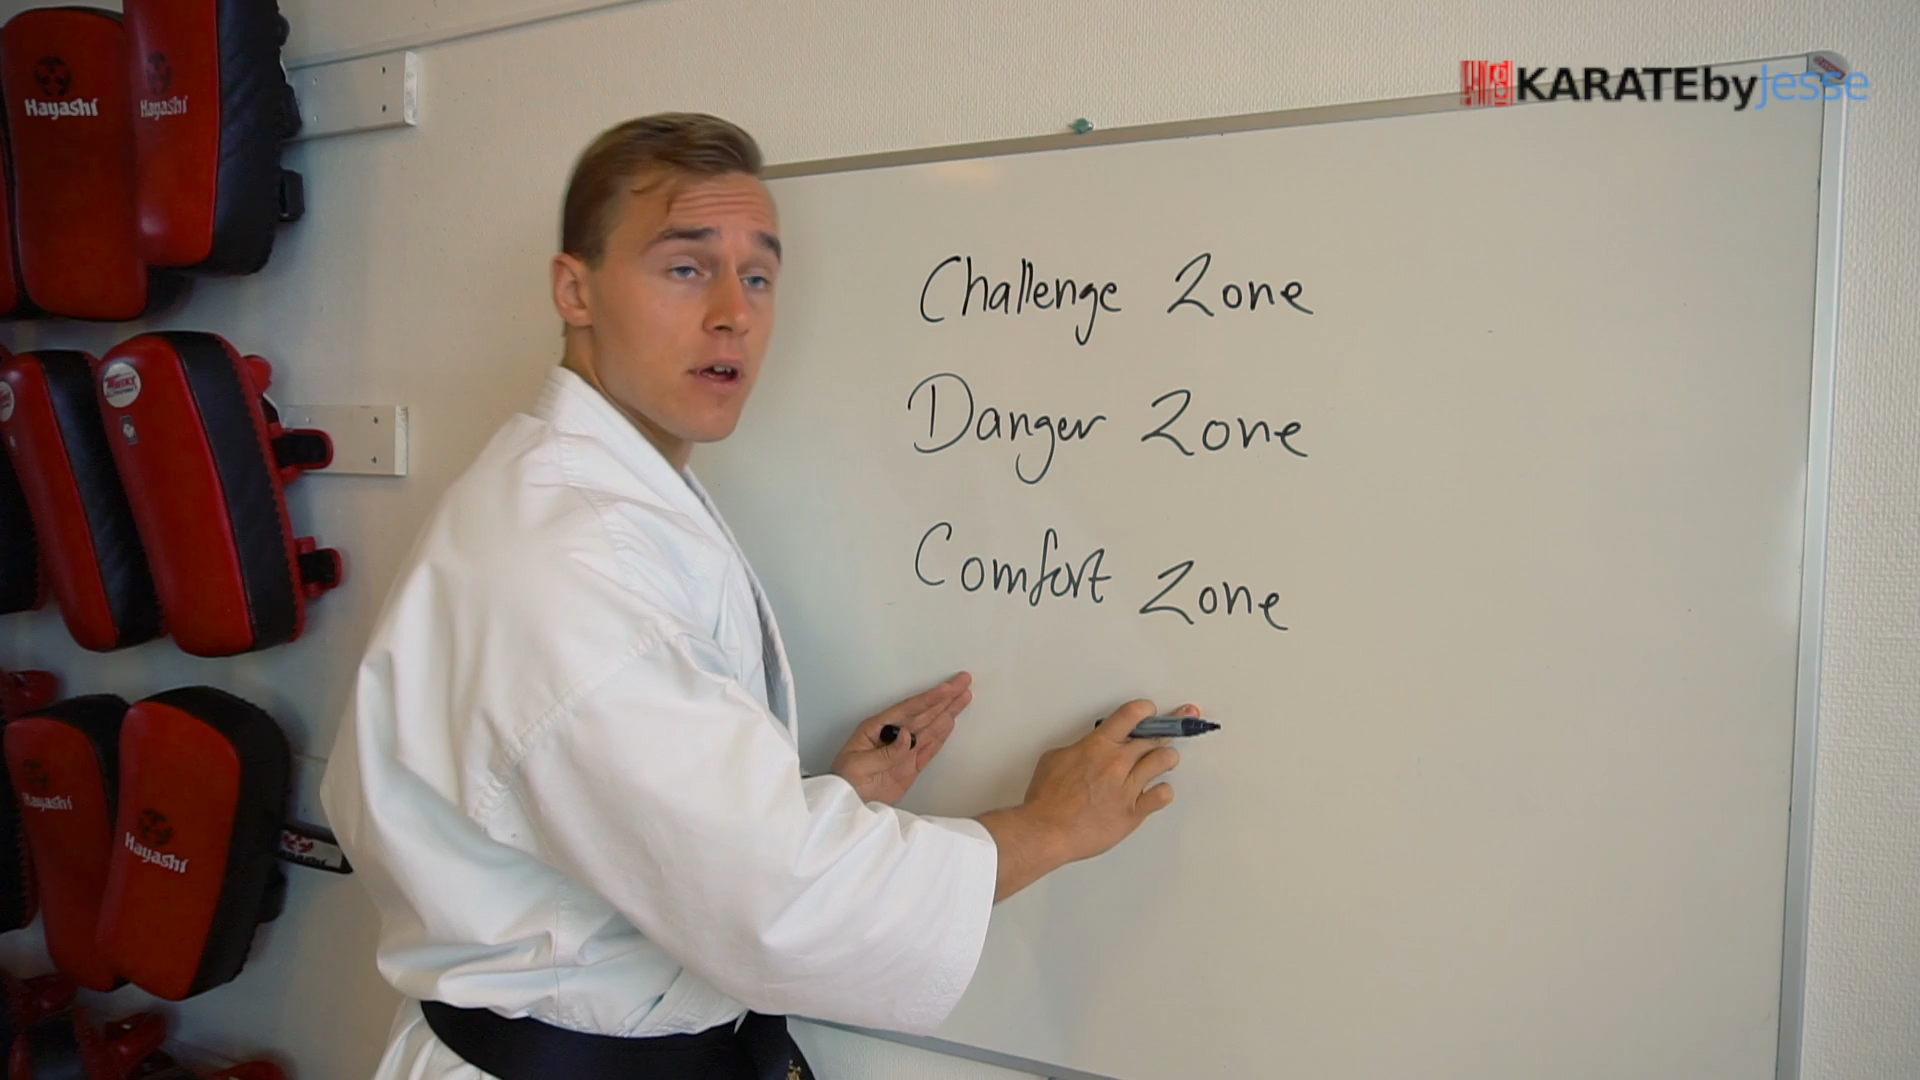 Hayashi
Hayashi
KARATEbyJesse
Challenge Zone
Danger Zone
Comfort Zone
Hayashi
Hayashi